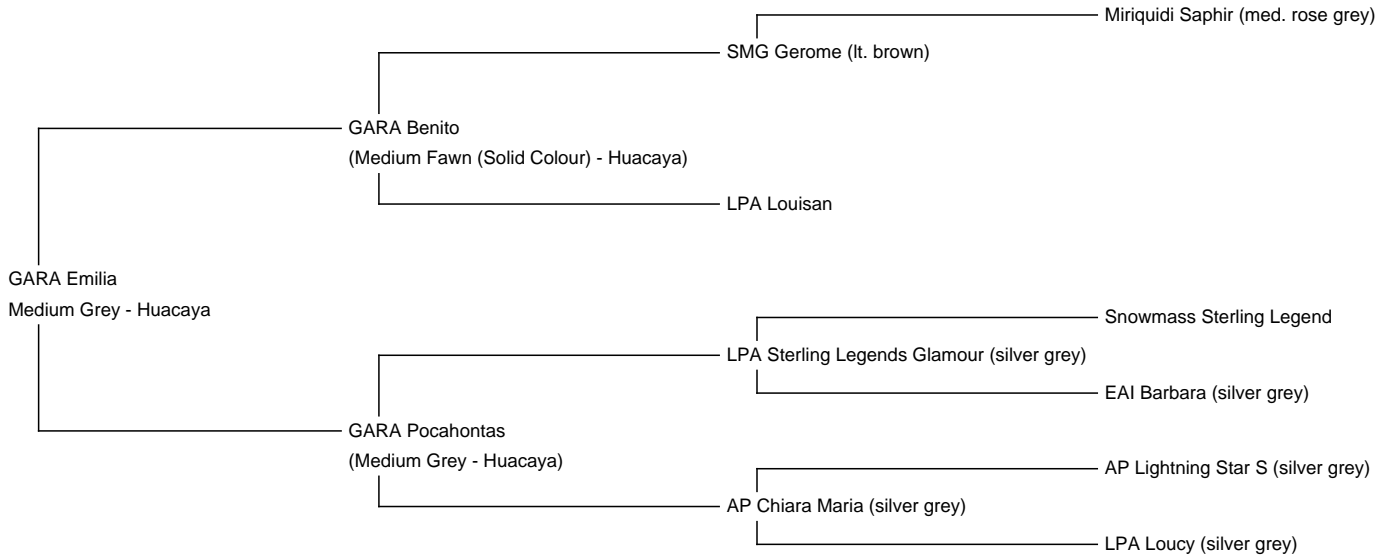 Miriquidi Saphir (med. rose grey)
SMG Gerome (lt. brown)
GARA Benito
(Medium Fawn (Solid Colour) - Huacaya)
LPA Louisan
GARA Emilia
Medium Grey - Huacaya
Snowmass Sterling Legend
LPA Sterling Legends Glamour (silver grey)
EAI Barbara (silver grey)
GARA Pocahontas
(Medium Grey - Huacaya)
AP Lightning Star S (silver grey)
AP Chiara Maria (silver grey)
LPA Loucy (silver grey)